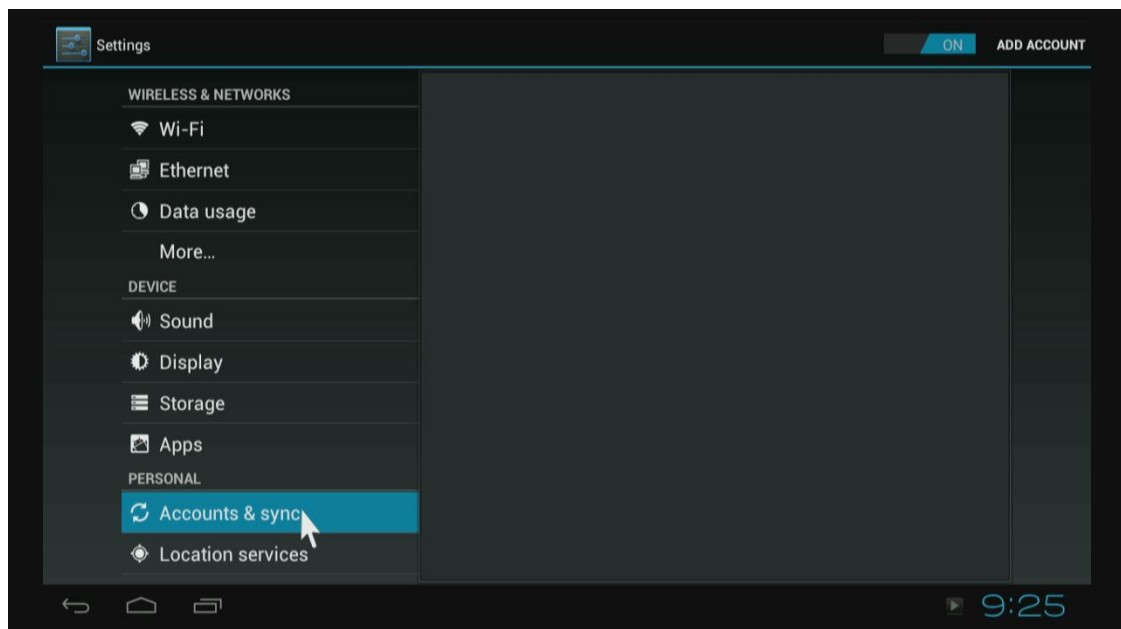 Settings
ON
ADD ACCOUNT
WIRELESS & NETWORKS
Wi-Fi
Ethernet
Data usage
More...
DEVICE
Sound
Display
Storage
Apps
PERSONAL
Accounts & sync
Location services
9:25